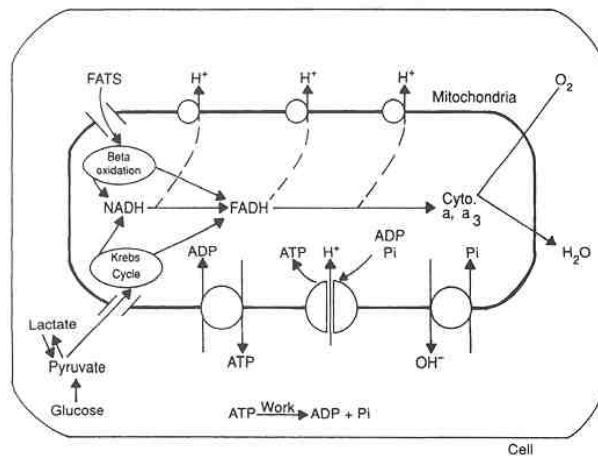 FATS
H+
H+
H+
O2
Mitochondria
Beta
oxidation
NADH
FADH
Cyto.
a, a3
Krebs
Cycle
ADP
ATP
H+
ADP
Pi
Pi
H2O
ATP
OH−
Lactate
Pyruvate
Glucose
ATP Work ADP + Pi
Cell